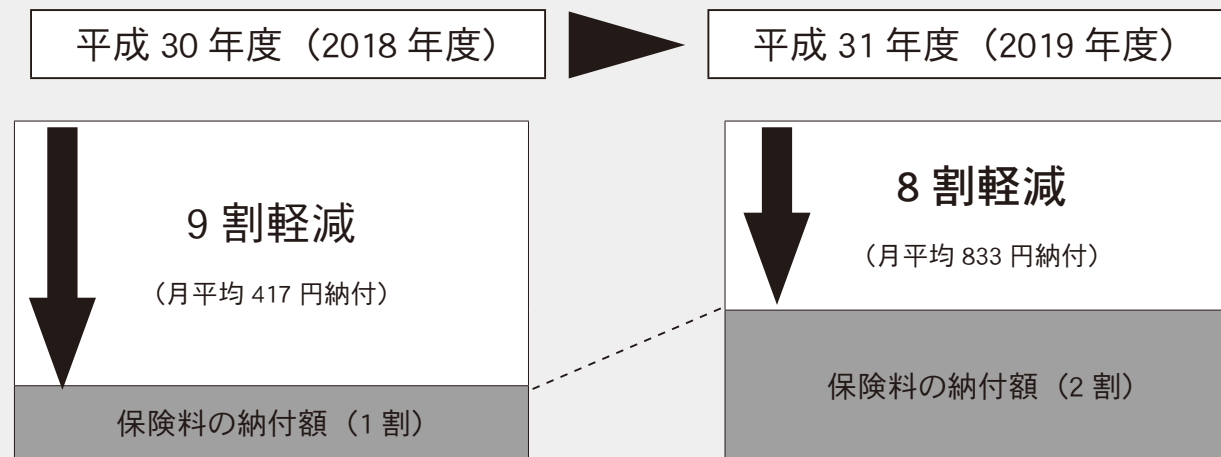 平成 30 年度（2018 年度）
平成 31 年度（2019 年度）
9 割軽減
（月平均 417 円納付）
保険料の納付額（1 割）
8 割軽減
（月平均 833 円納付）
保険料の納付額（2 割）